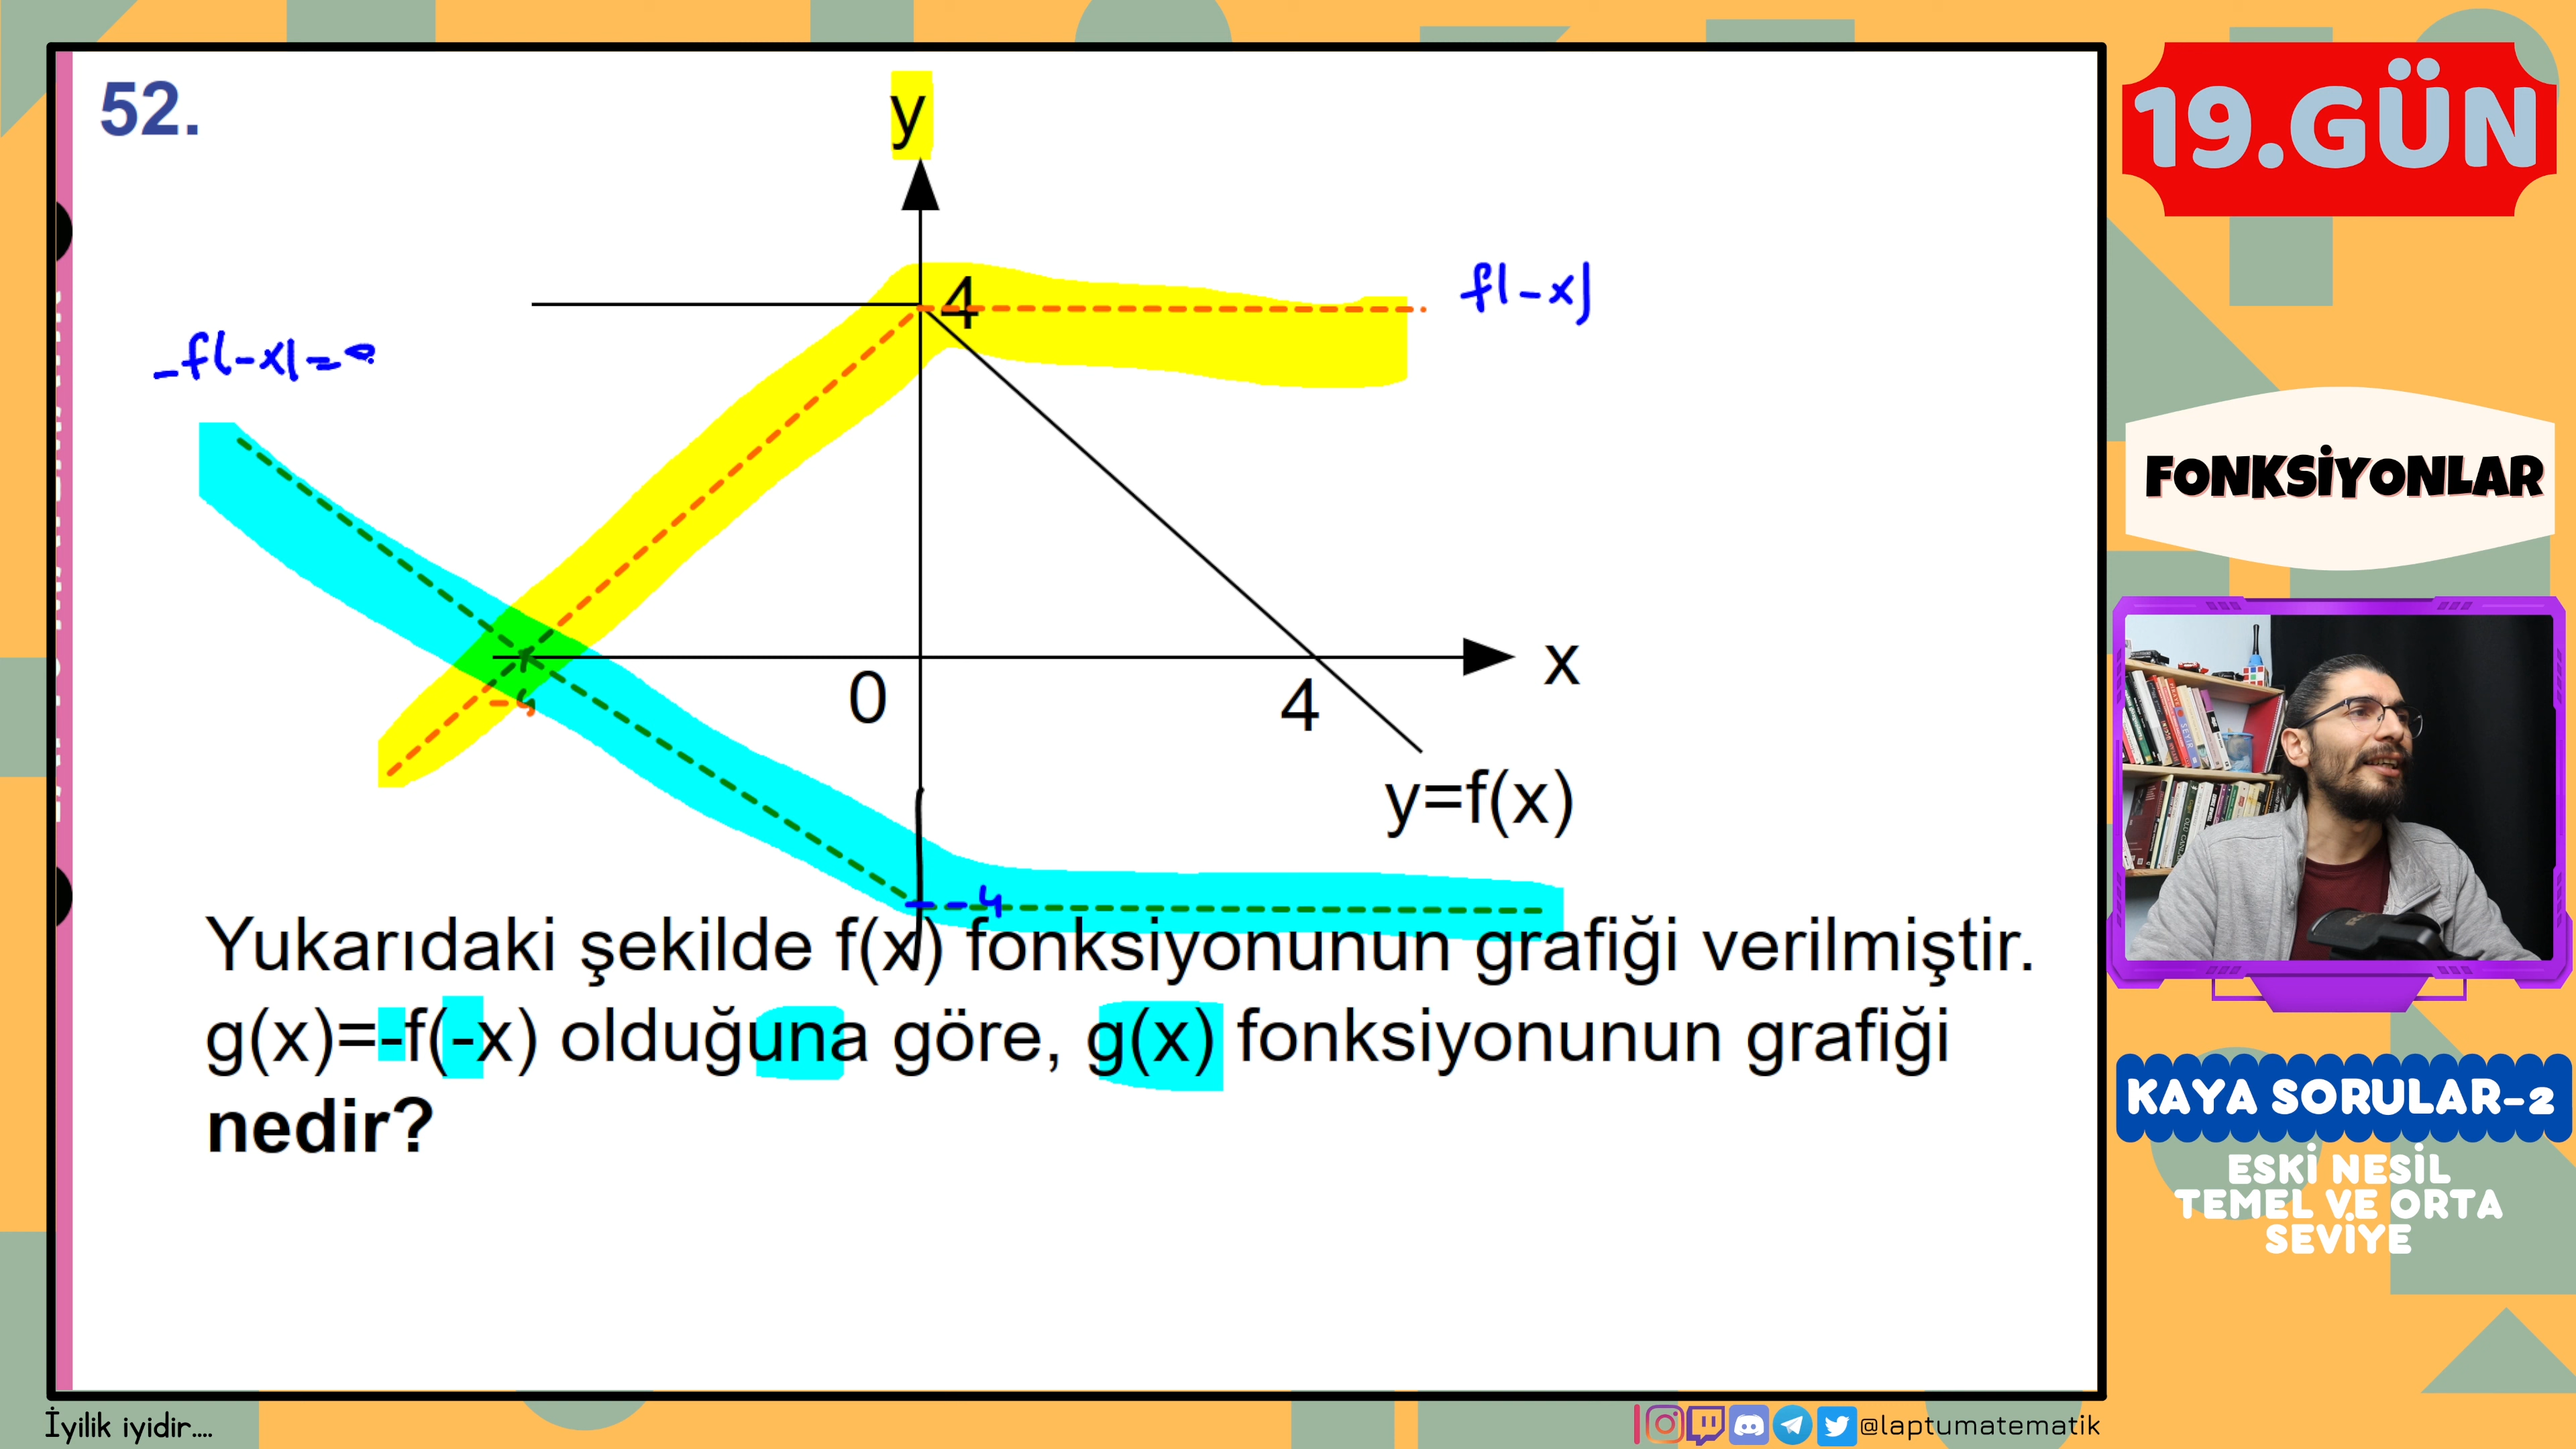 52.
y
4
f(-x)
-f(-x)=?
0
4
x
-4
y=f(x)
-4
Yukarıdaki şekilde f(x) fonksiyonunun grafiği verilmiştir.
g(x)=-f(-x) olduğuna göre, g(x) fonksiyonunun grafiği
nedir?
19.GÜN
FONKSİYONLAR
KAYA SORULAR-2
ESKİ NESİL
TEMEL VE ORTA
SEVİYE
İyilik iyidir....
@laptumatematik